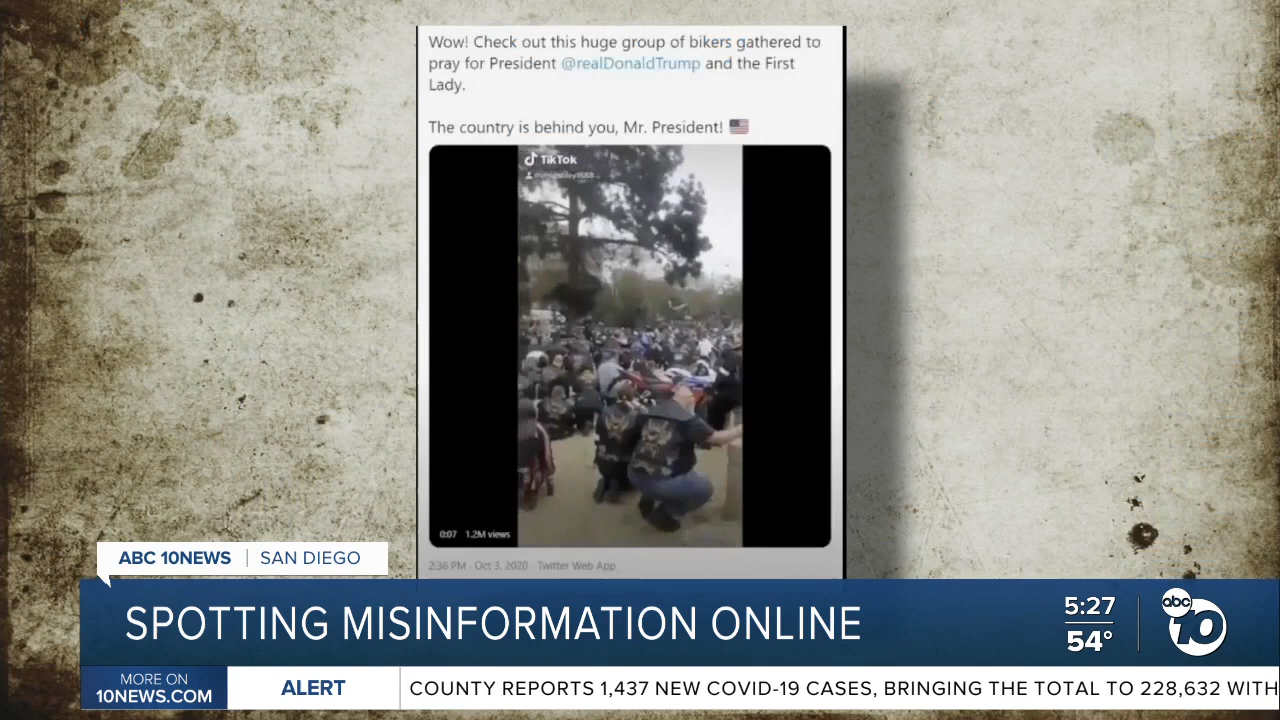 Wow! Check out this huge group of bikers gathered to
pray for President @realDonaldTrump and the First
Lady.
The country is behind you, Mr. President!
TikTok
0:07 1.2M views
2:36 PM · Oct 3, 2020 · Twitter Web App
ABC 10NEWS | SAN DIEGO
SPOTTING MISINFORMATION ONLINE
5:27
54°
abc
10
MORE ON
10NEWS.COM
ALERT
COUNTY REPORTS 1,437 NEW COVID-19 CASES, BRINGING THE TOTAL TO 228,632 WITH